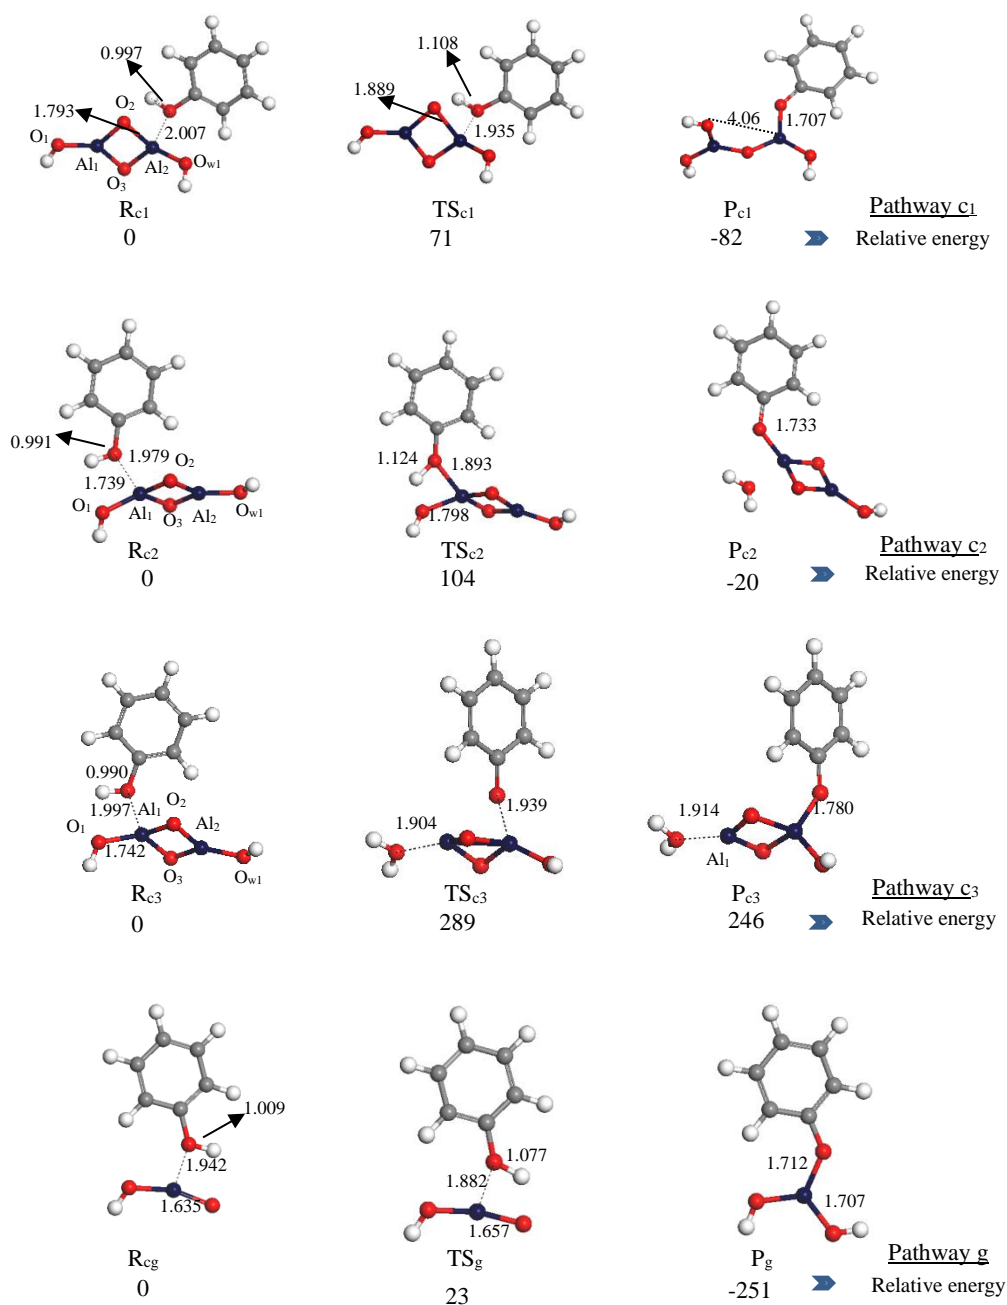 0.997
1.793
O₂
2.007
O₁
Al₁
Al₂
Ow1
O₃
Rc1
0
1.108
1.889
1.935
TSc1
71
4.06
1.707
Pc1
-82
Pathway c1
Relative energy
0.991
1.979
O₂
1.739
O₁
Al₁
O₃
Al₂
Ow1
Rc2
0
1.124
1.893
1.798
TSc2
104
1.733
Pc2
-20
Pathway c2
Relative energy
0.990
1.997
Al₁
O₂
O₁
Al₂
1.742
O₃
Ow1
Rc3
0
1.939
1.904
TSc3
289
1.914
1.780
Al₁
Pc3
246
Pathway c3
Relative energy
1.009
1.942
1.635
Rcg
0
1.077
1.882
1.657
TSg
23
1.712
1.707
Pg
-251
Pathway g
Relative energy